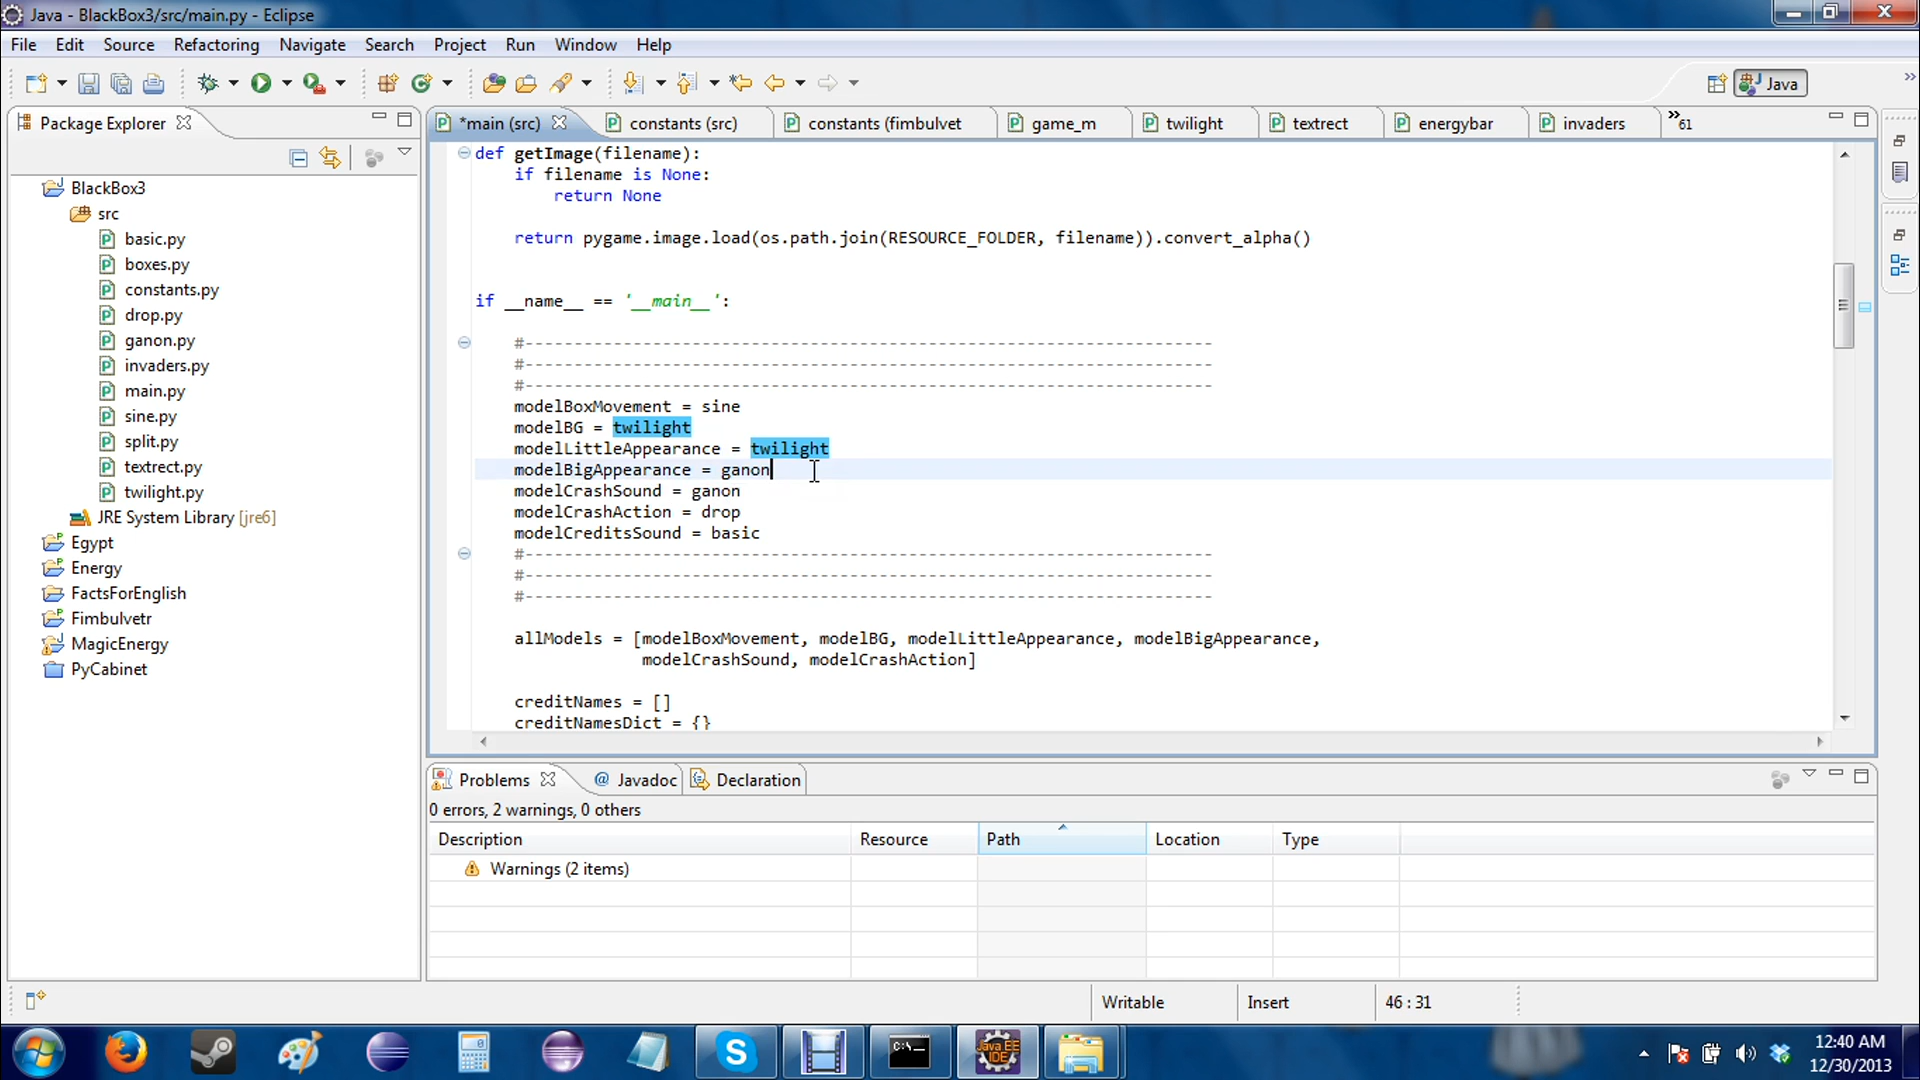 Java - BlackBox3/src/main.py - Eclipse
File Edit Source Refactoring Navigate Search Project Run Window Help
Java
Package Explorer
*main (src) constants (src) constants (fimbulvet game_m twilight textrect energybar invaders »61
BlackBox3
src
basic.py
boxes.py
constants.py
drop.py
ganon.py
invaders.py
main.py
sine.py
split.py
textrect.py
twilight.py
JRE System Library [jre6]
Egypt
Energy
FactsForEnglish
Fimbulvetr
MagicEnergy
PyCabinet
def getImage(filename):
if filename is None:
return None
return pygame.image.load(os.path.join(RESOURCE_FOLDER, filename)).convert_alpha()
if __name__ == '__main__':
#----------------------------------------------------------------------
#----------------------------------------------------------------------
#----------------------------------------------------------------------
modelBoxMovement = sine
modelBG = twilight
modelLittleAppearance = twilight
modelBigAppearance = ganon
modelCrashSound = ganon
modelCrashAction = drop
modelCreditsSound = basic
#----------------------------------------------------------------------
#----------------------------------------------------------------------
#----------------------------------------------------------------------
allModels = [modelBoxMovement, modelBG, modelLittleAppearance, modelBigAppearance,
modelCrashSound, modelCrashAction]
creditNames = []
creditNamesDict = {}
Problems @ Javadoc Declaration
0 errors, 2 warnings, 0 others
Description Resource Path Location Type
Warnings (2 items)
Writable Insert 46 : 31
C:\_
Java EE
IDE
12:40 AM
12/30/2013